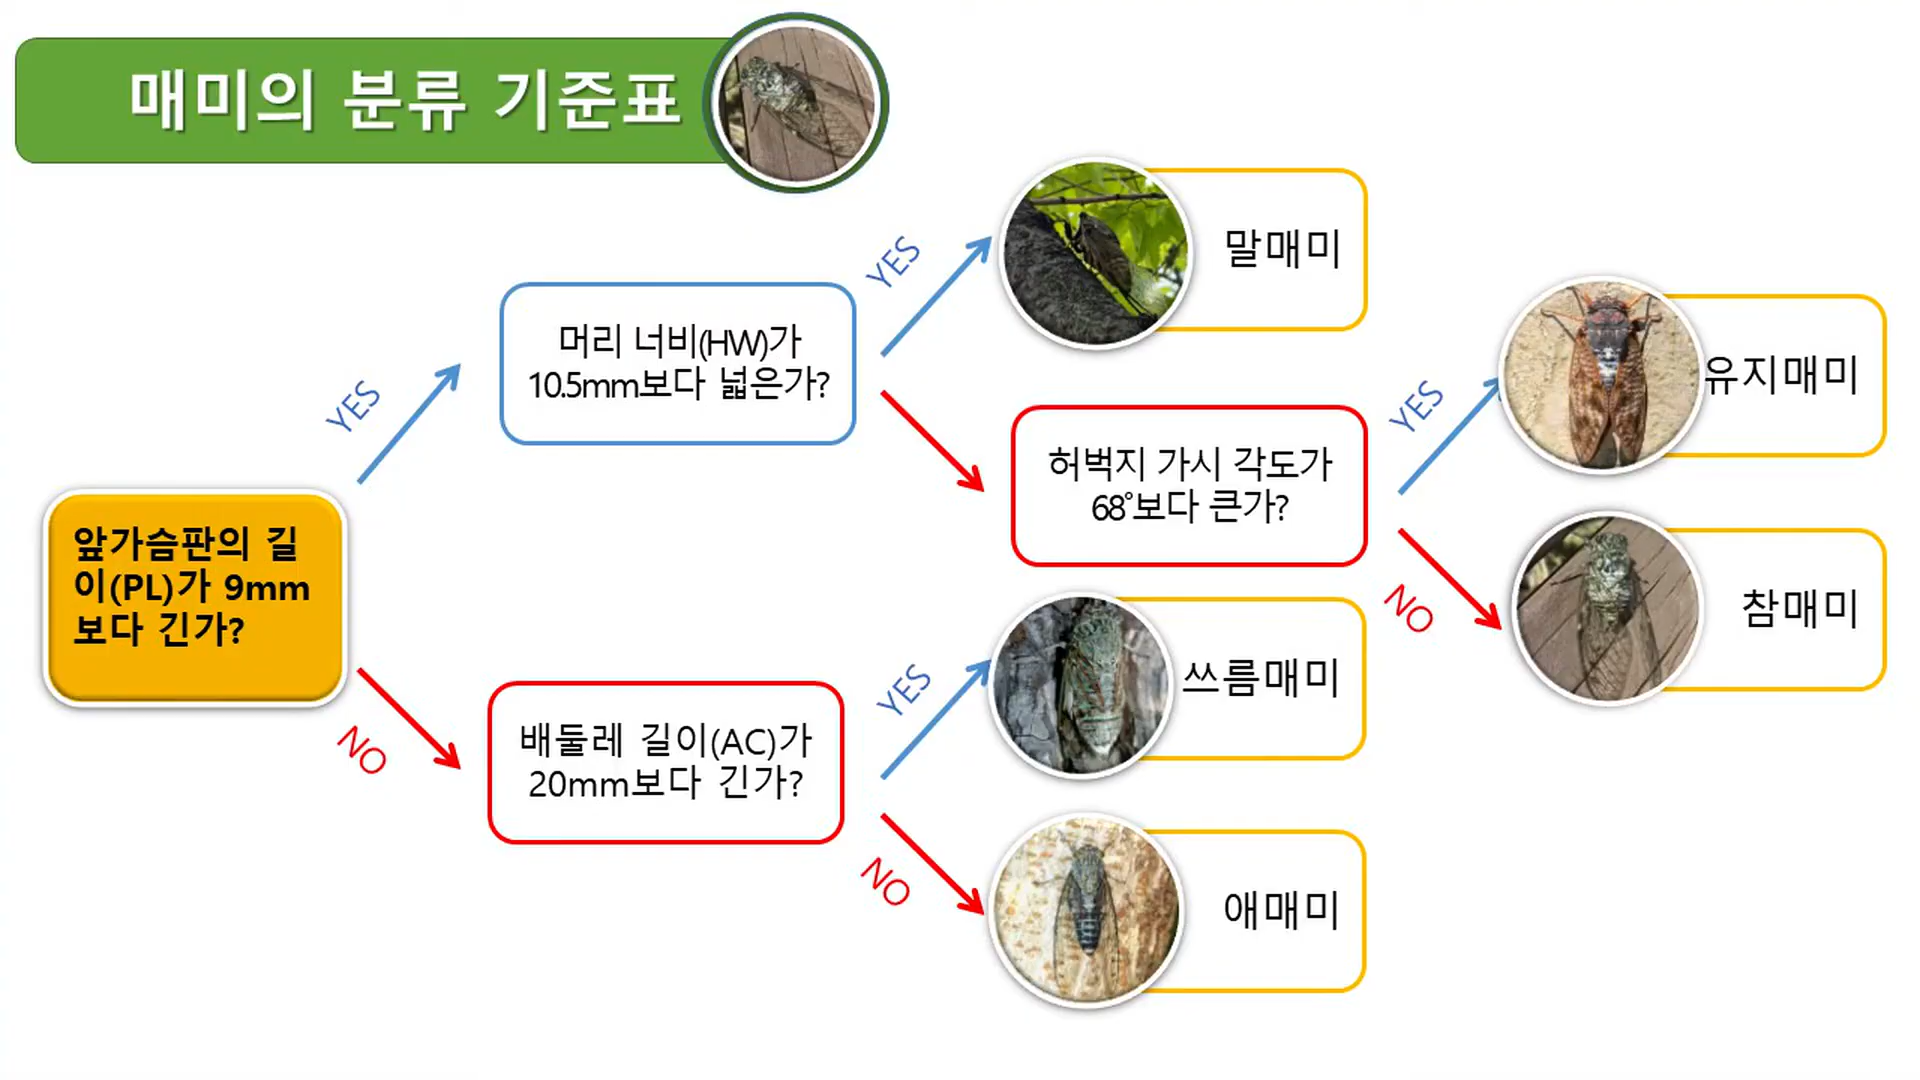 매미의 분류 기준표
앞가슴판의 길
이(PL)가 9mm
보다 긴가?
YES
NO
머리 너비(HW)가
10.5mm보다 넓은가?
YES
말매미
허벅지 가시 각도가
68°보다 큰가?
YES
유지매미
NO
참매미
배둘레 길이(AC)가
20mm보다 긴가?
YES
쓰름매미
NO
애매미